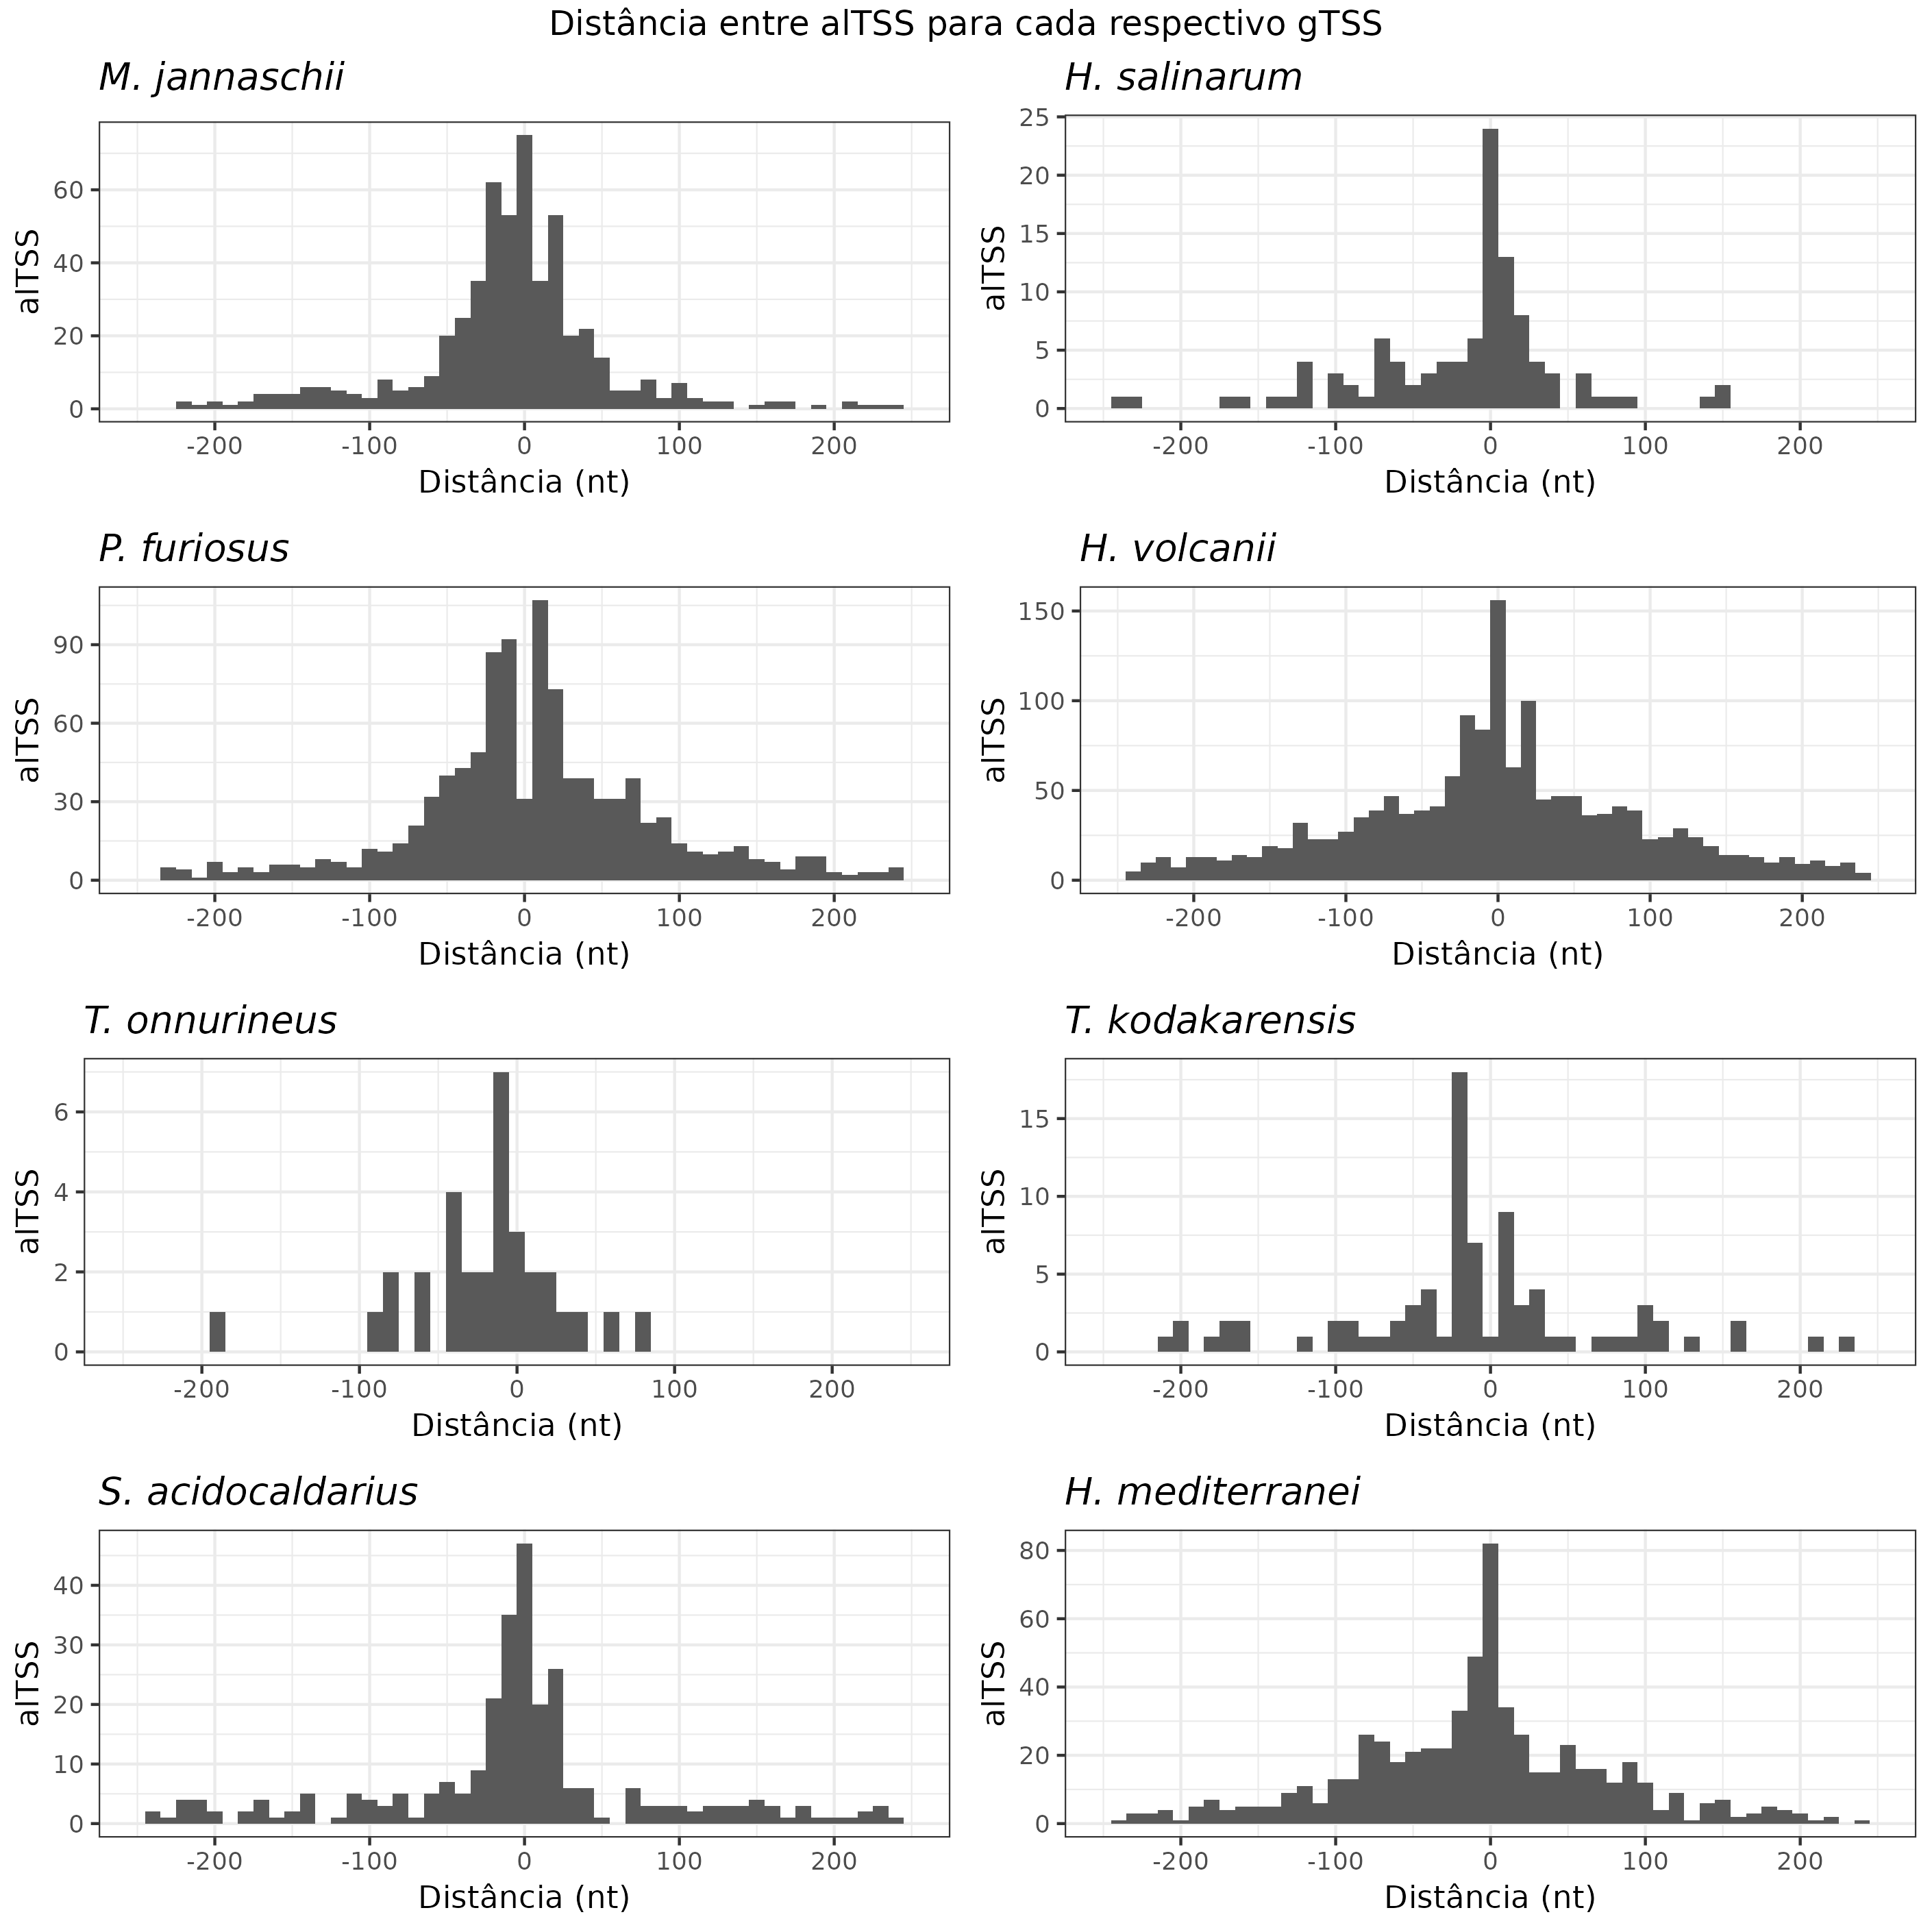 Distância entre alTSS para cada respectivo gTSS
M. jannaschii
alTSS
60
40
20
0
-200 -100 0 100 200
Distância (nt)
H. salinarum
alTSS
25
20
15
10
5
0
-200 -100 0 100 200
Distância (nt)
P. furiosus
alTSS
90
60
30
0
-200 -100 0 100 200
Distância (nt)
H. volcanii
alTSS
150
100
50
0
-200 -100 0 100 200
Distância (nt)
T. onnurineus
alTSS
6
4
2
0
-200 -100 0 100 200
Distância (nt)
T. kodakarensis
alTSS
15
10
5
0
-200 -100 0 100 200
Distância (nt)
S. acidocaldarius
alTSS
40
30
20
10
0
-200 -100 0 100 200
Distância (nt)
H. mediterranei
alTSS
80
60
40
20
0
-200 -100 0 100 200
Distância (nt)